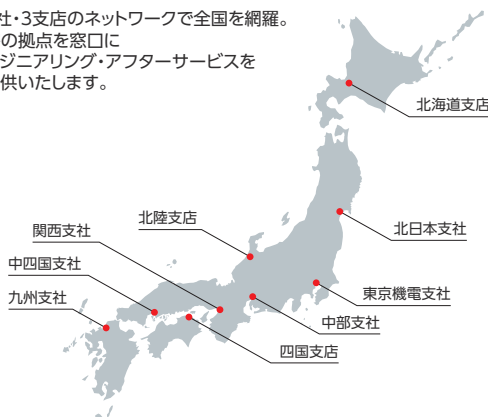 社・3支店のネットワークで全国を網羅。
の拠点を窓口に
ジニアリング・アフターサービスを
供いたします。
北海道支店
北陸支店
関西支社
北日本支社
中四国支社
九州支社
東京機電支社
中部支社
四国支店